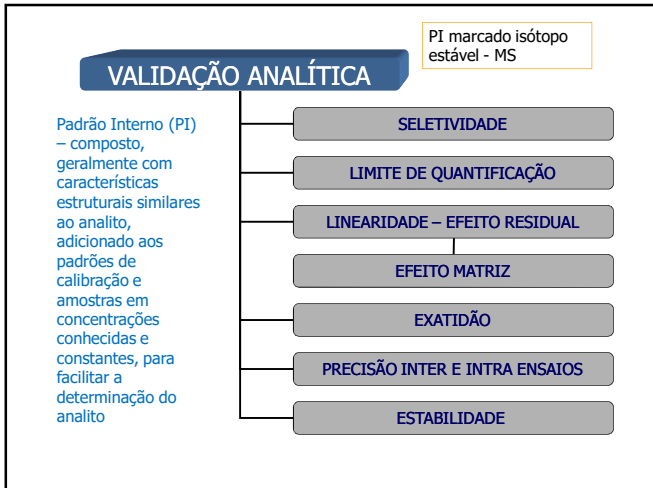 PI marcado isótopo
estável - MS
VALIDAÇÃO ANALÍTICA
Padrão Interno (PI)
– composto,
geralmente com
características
estruturais similares
ao analito,
adicionado aos
padrões de
calibração e
amostras em
concentrações
conhecidas e
constantes, para
facilitar a
determinação do
analito
SELETIVIDADE
LIMITE DE QUANTIFICAÇÃO
LINEARIDADE – EFEITO RESIDUAL
EFEITO MATRIZ
EXATIDÃO
PRECISÃO INTER E INTRA ENSAIOS
ESTABILIDADE